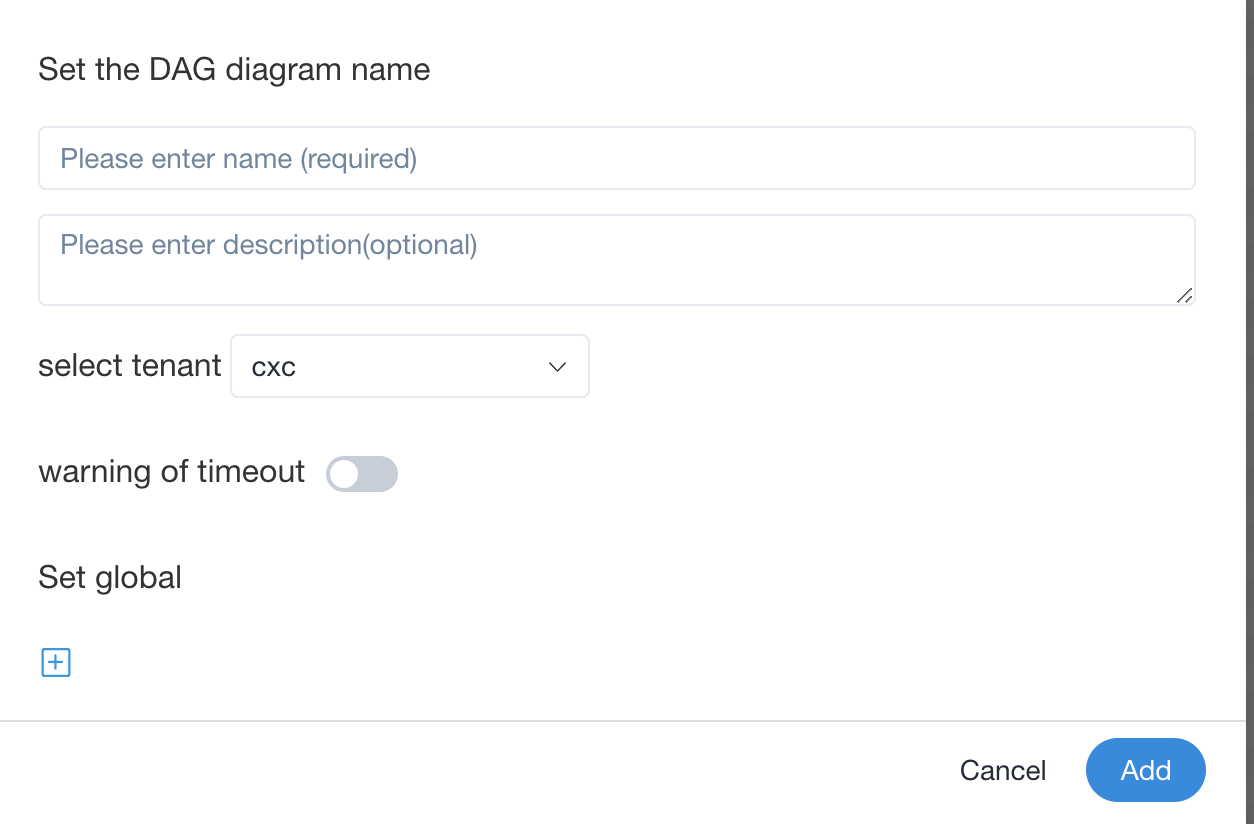 Set the DAG diagram name
Please enter name (required)
Please enter description(optional)
select tenant cxc
warning of timeout
Set global
Cancel Add